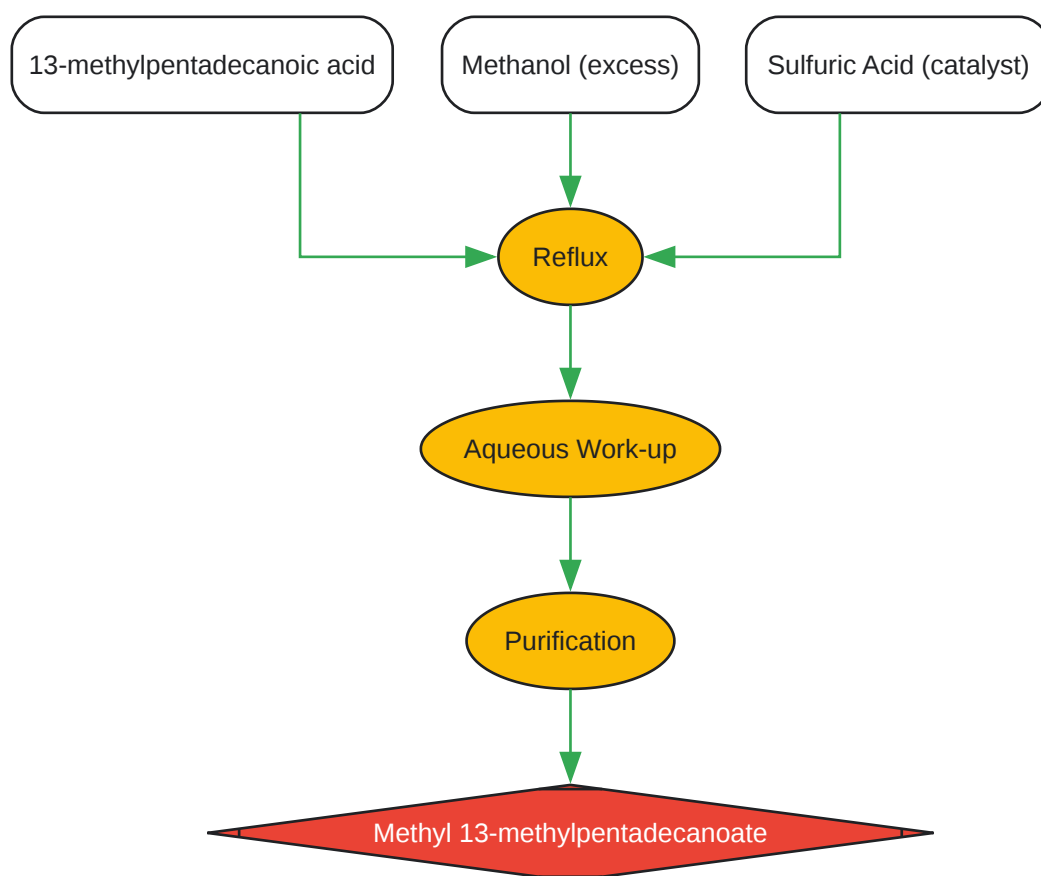 13-methylpentadecanoic acid
Methanol (excess)
Sulfuric Acid (catalyst)
Reflux
Aqueous Work-up
Purification
Methyl 13-methylpentadecanoate